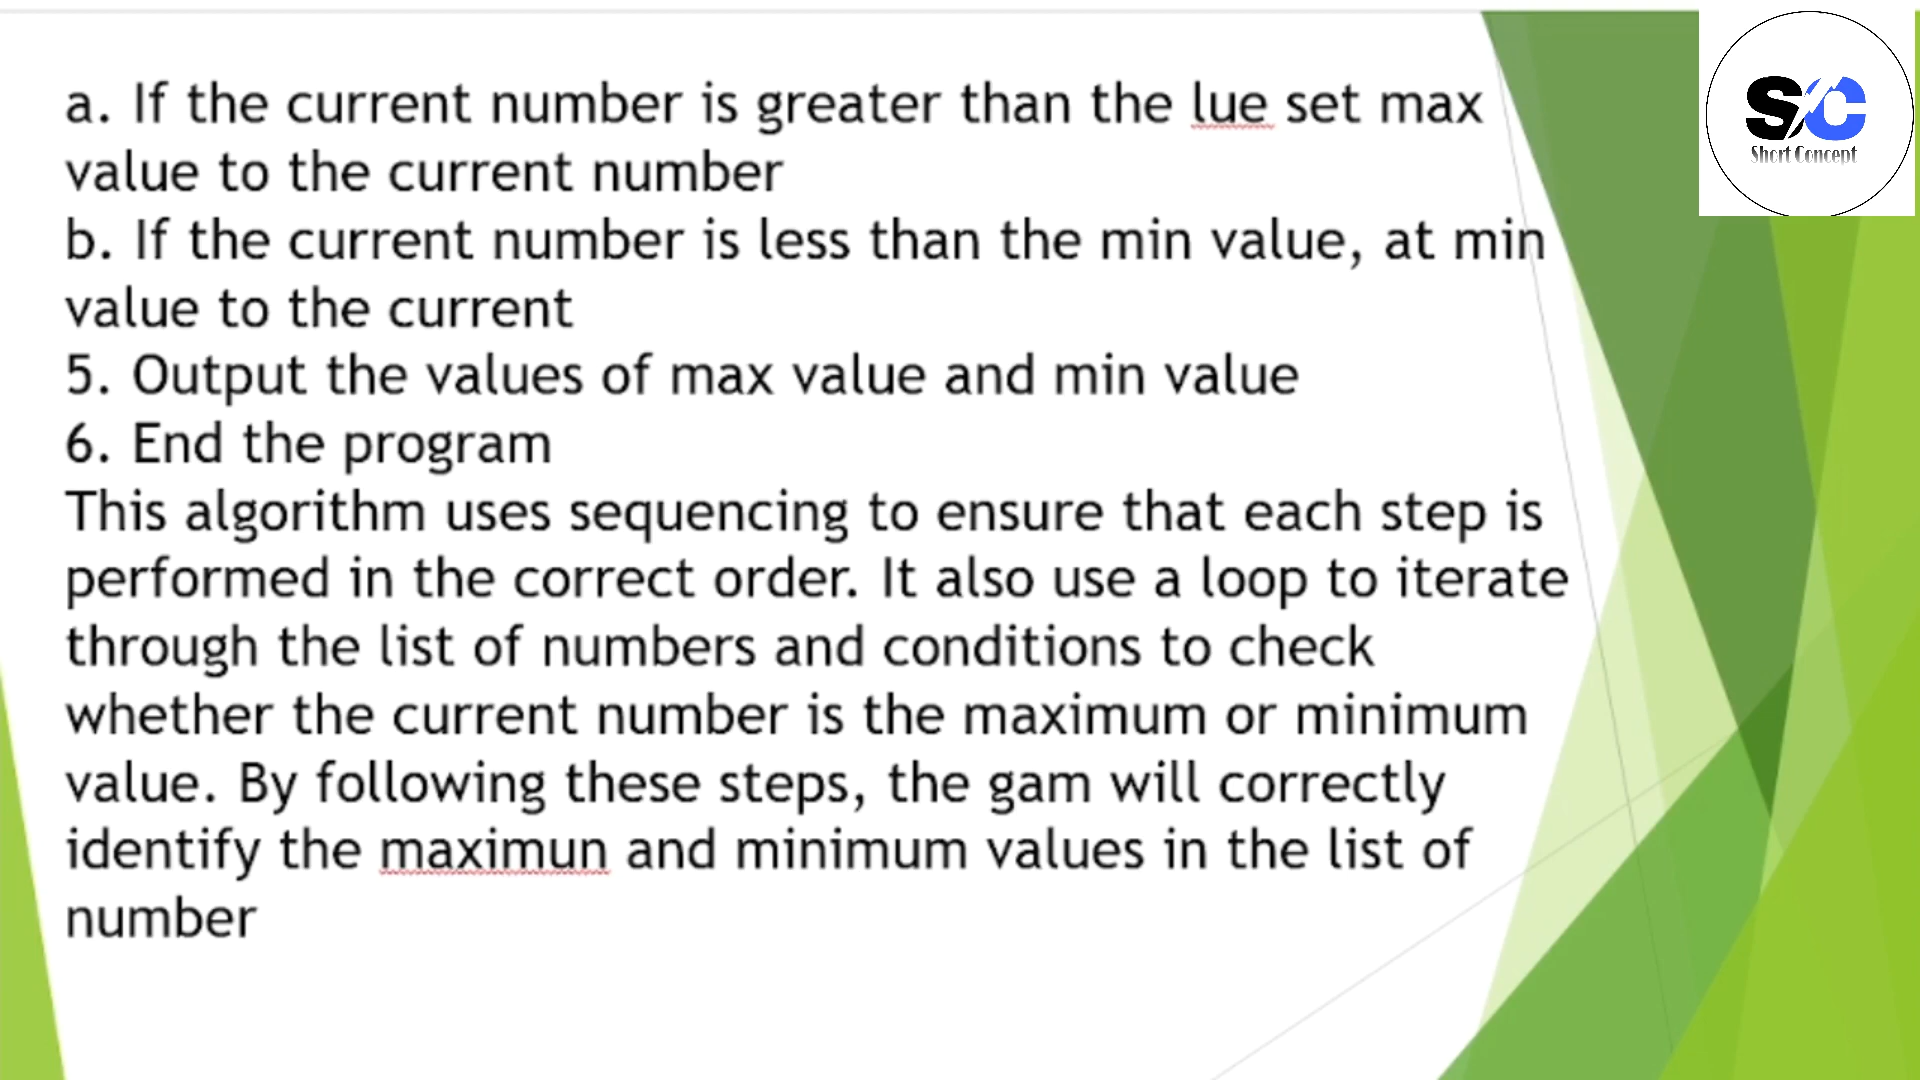 a. If the current number is greater than the lue set max
value to the current number
b. If the current number is less than the min value, at min
value to the current
5. Output the values of max value and min value
6. End the program
This algorithm uses sequencing to ensure that each step is
performed in the correct order. It also use a loop to iterate
through the list of numbers and conditions to check
whether the current number is the maximum or minimum
value. By following these steps, the gam will correctly
identify the maximun and minimum values in the list of
number
S/C
Short Concept